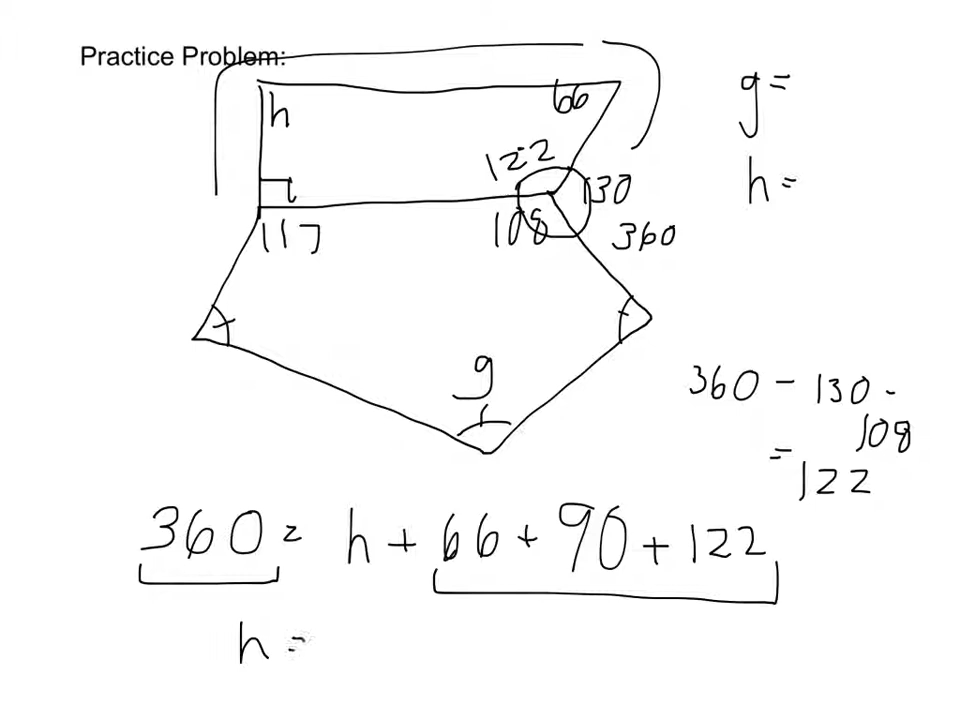 Practice Problem:
h
66
g=
h=
122
130
117
108
360
g
360 - 130 -
108
=
122
360 = h + 66 + 90 + 122
h =